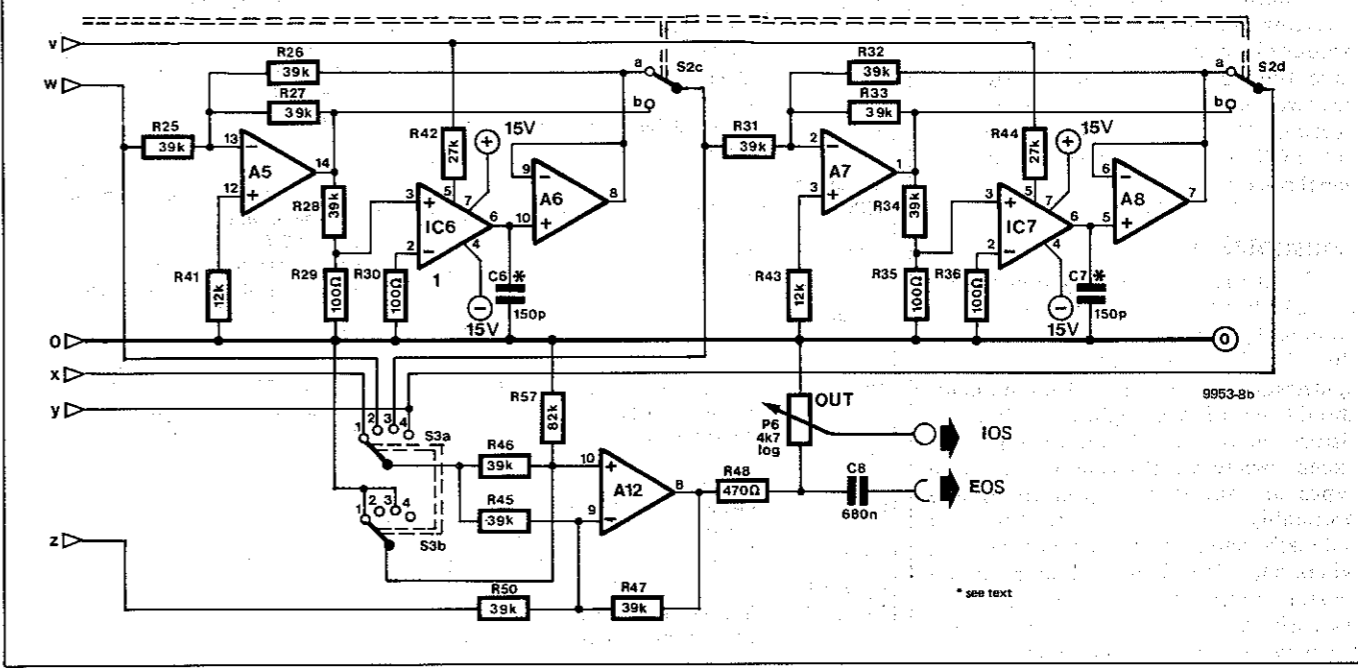 v
w
R26
39k
R27
39k
R25
39k
13
−
12
+
A5
14
R28
39k
R41
12k
R29
100Ω
R30
100Ω
R42
27k
15V
+
5
7
3
+
2
−
IC6
6
4
1
−
15V
C6 *
150p
9
−
10
+
A6
8
a
b
S2c
R32
39k
R33
39k
R31
39k
2
−
3
+
A7
1
R34
39k
R43
12k
R35
100Ω
R36
100Ω
R44
27k
15V
+
5
7
3
+
2
−
IC7
6
4
−
15V
C7 *
150p
6
−
5
+
A8
7
a
b
S2d
0
0
x
y
z
9953-8b
1
2
3
4
S3a
1
2
3
4
S3b
R57
82k
R46
39k
R45
39k
10
+
9
−
A12
8
R48
470Ω
R50
39k
R47
39k
OUT
P6
4k7
log
C8
680n
IOS
EOS
* see text